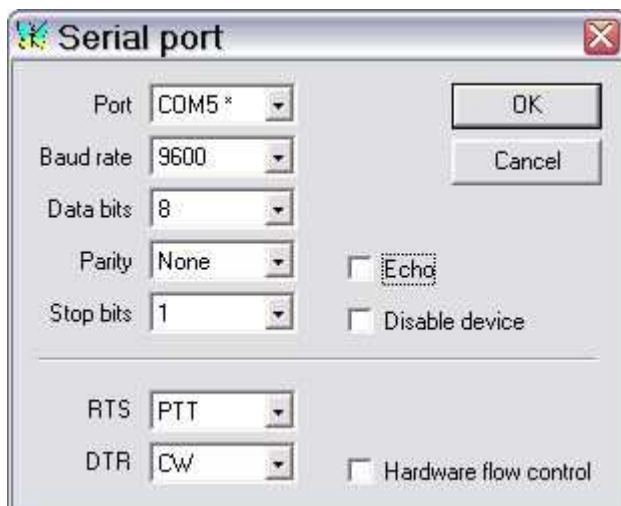 Serial port
Port COM5 * OK
Baud rate 9600 Cancel
Data bits 8
Parity None Echo
Stop bits 1 Disable device
RTS PTT
DTR CW Hardware flow control